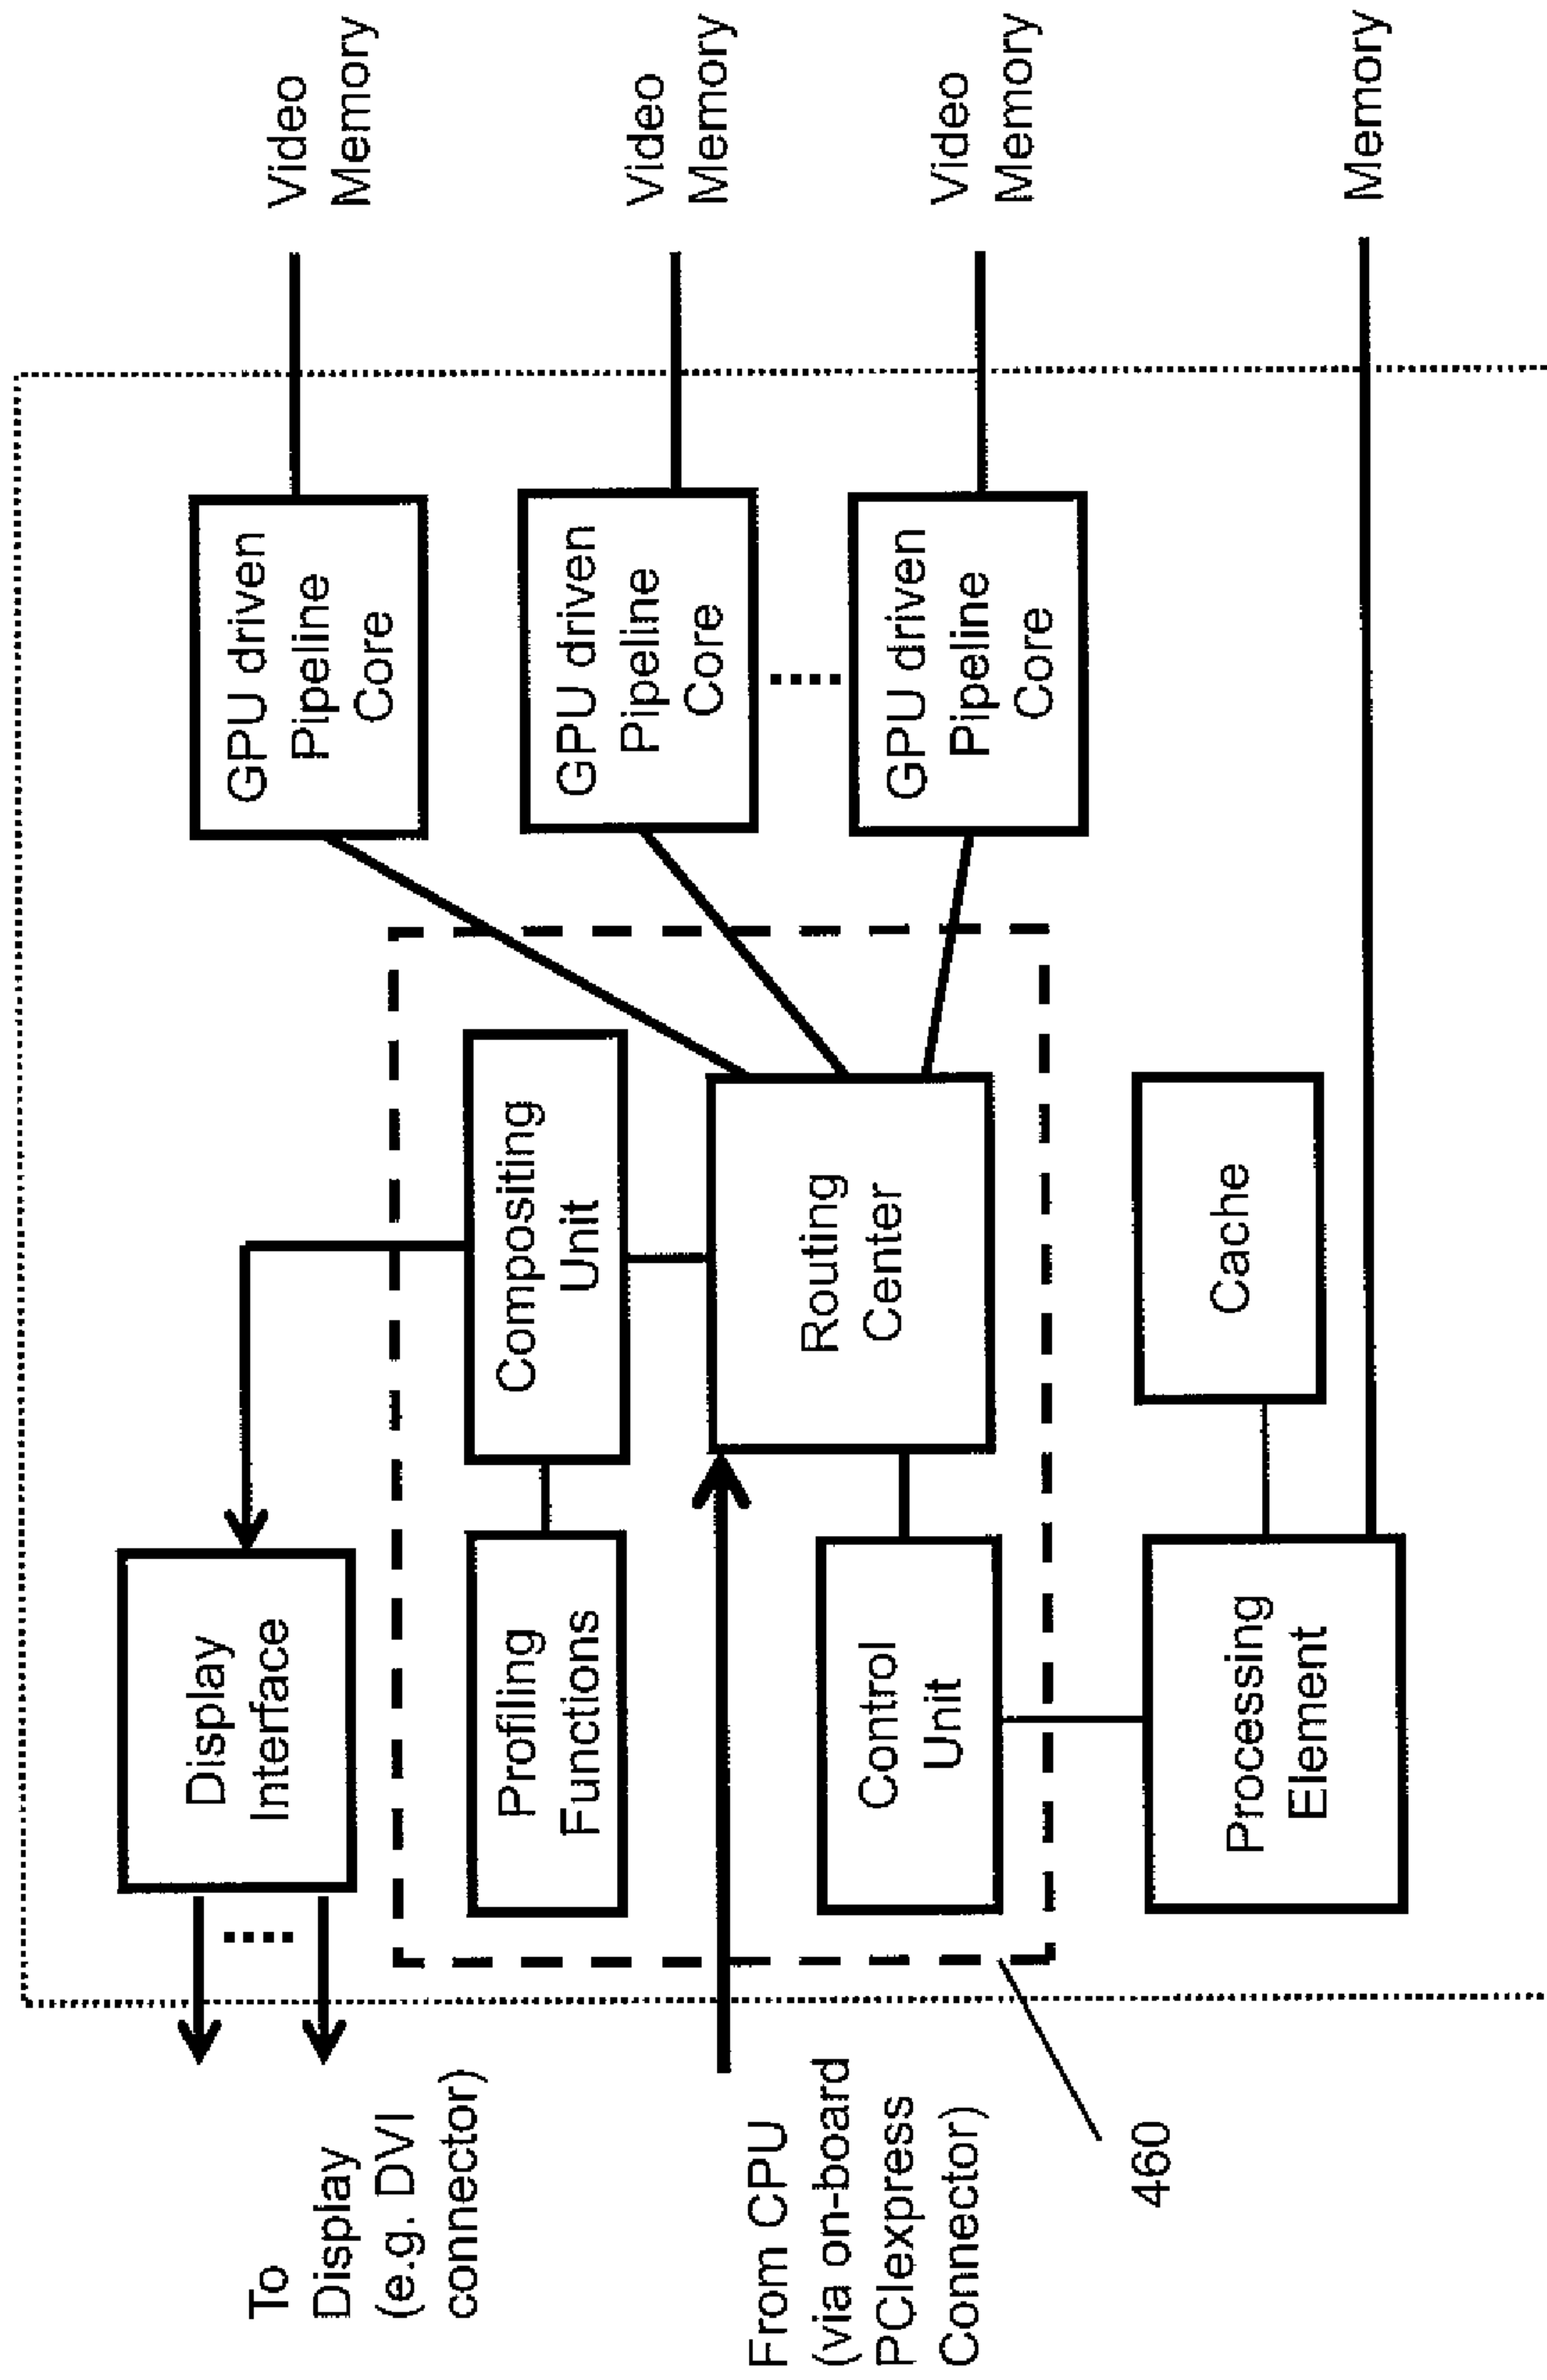 To
Display
(e.g. DVI
connector)
Display
Interface
Video
Memory
GPU driven
Pipeline
Core
Profiling
Functions
Compositing
Unit
GPU driven
Pipeline
Core
Video
Memory
From CPU
(via on-board
PCIexpress
Connector)
Control
Unit
Routing
Center
GPU driven
Pipeline
Core
Video
Memory
460
Processing
Element
Cache
Memory